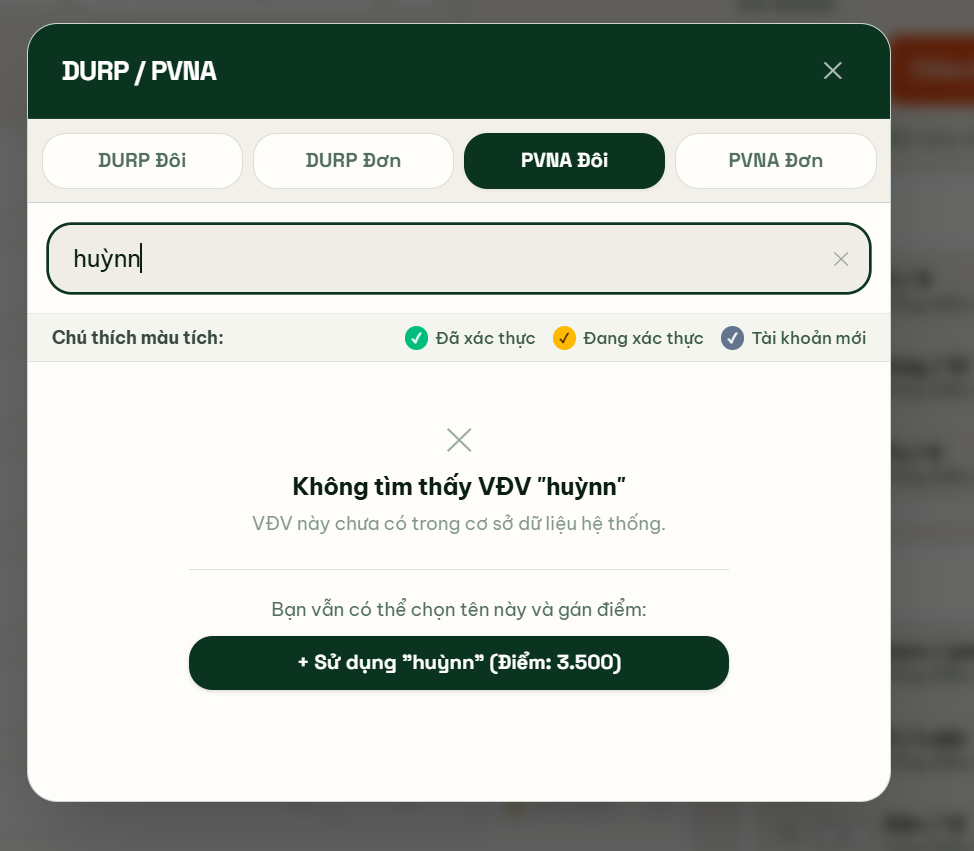 DURP / PVNA
DURP Đôi
DURP Đơn
PVNA Đôi
PVNA Đơn
huỳnn
Chú thích màu tích:
Đã xác thực
Đang xác thực
Tài khoản mới
Không tìm thấy VĐV "huỳnn"
VĐV này chưa có trong cơ sở dữ liệu hệ thống.
Bạn vẫn có thể chọn tên này và gán điểm:
+ Sử dụng "huỳnn" (Điểm: 3.500)